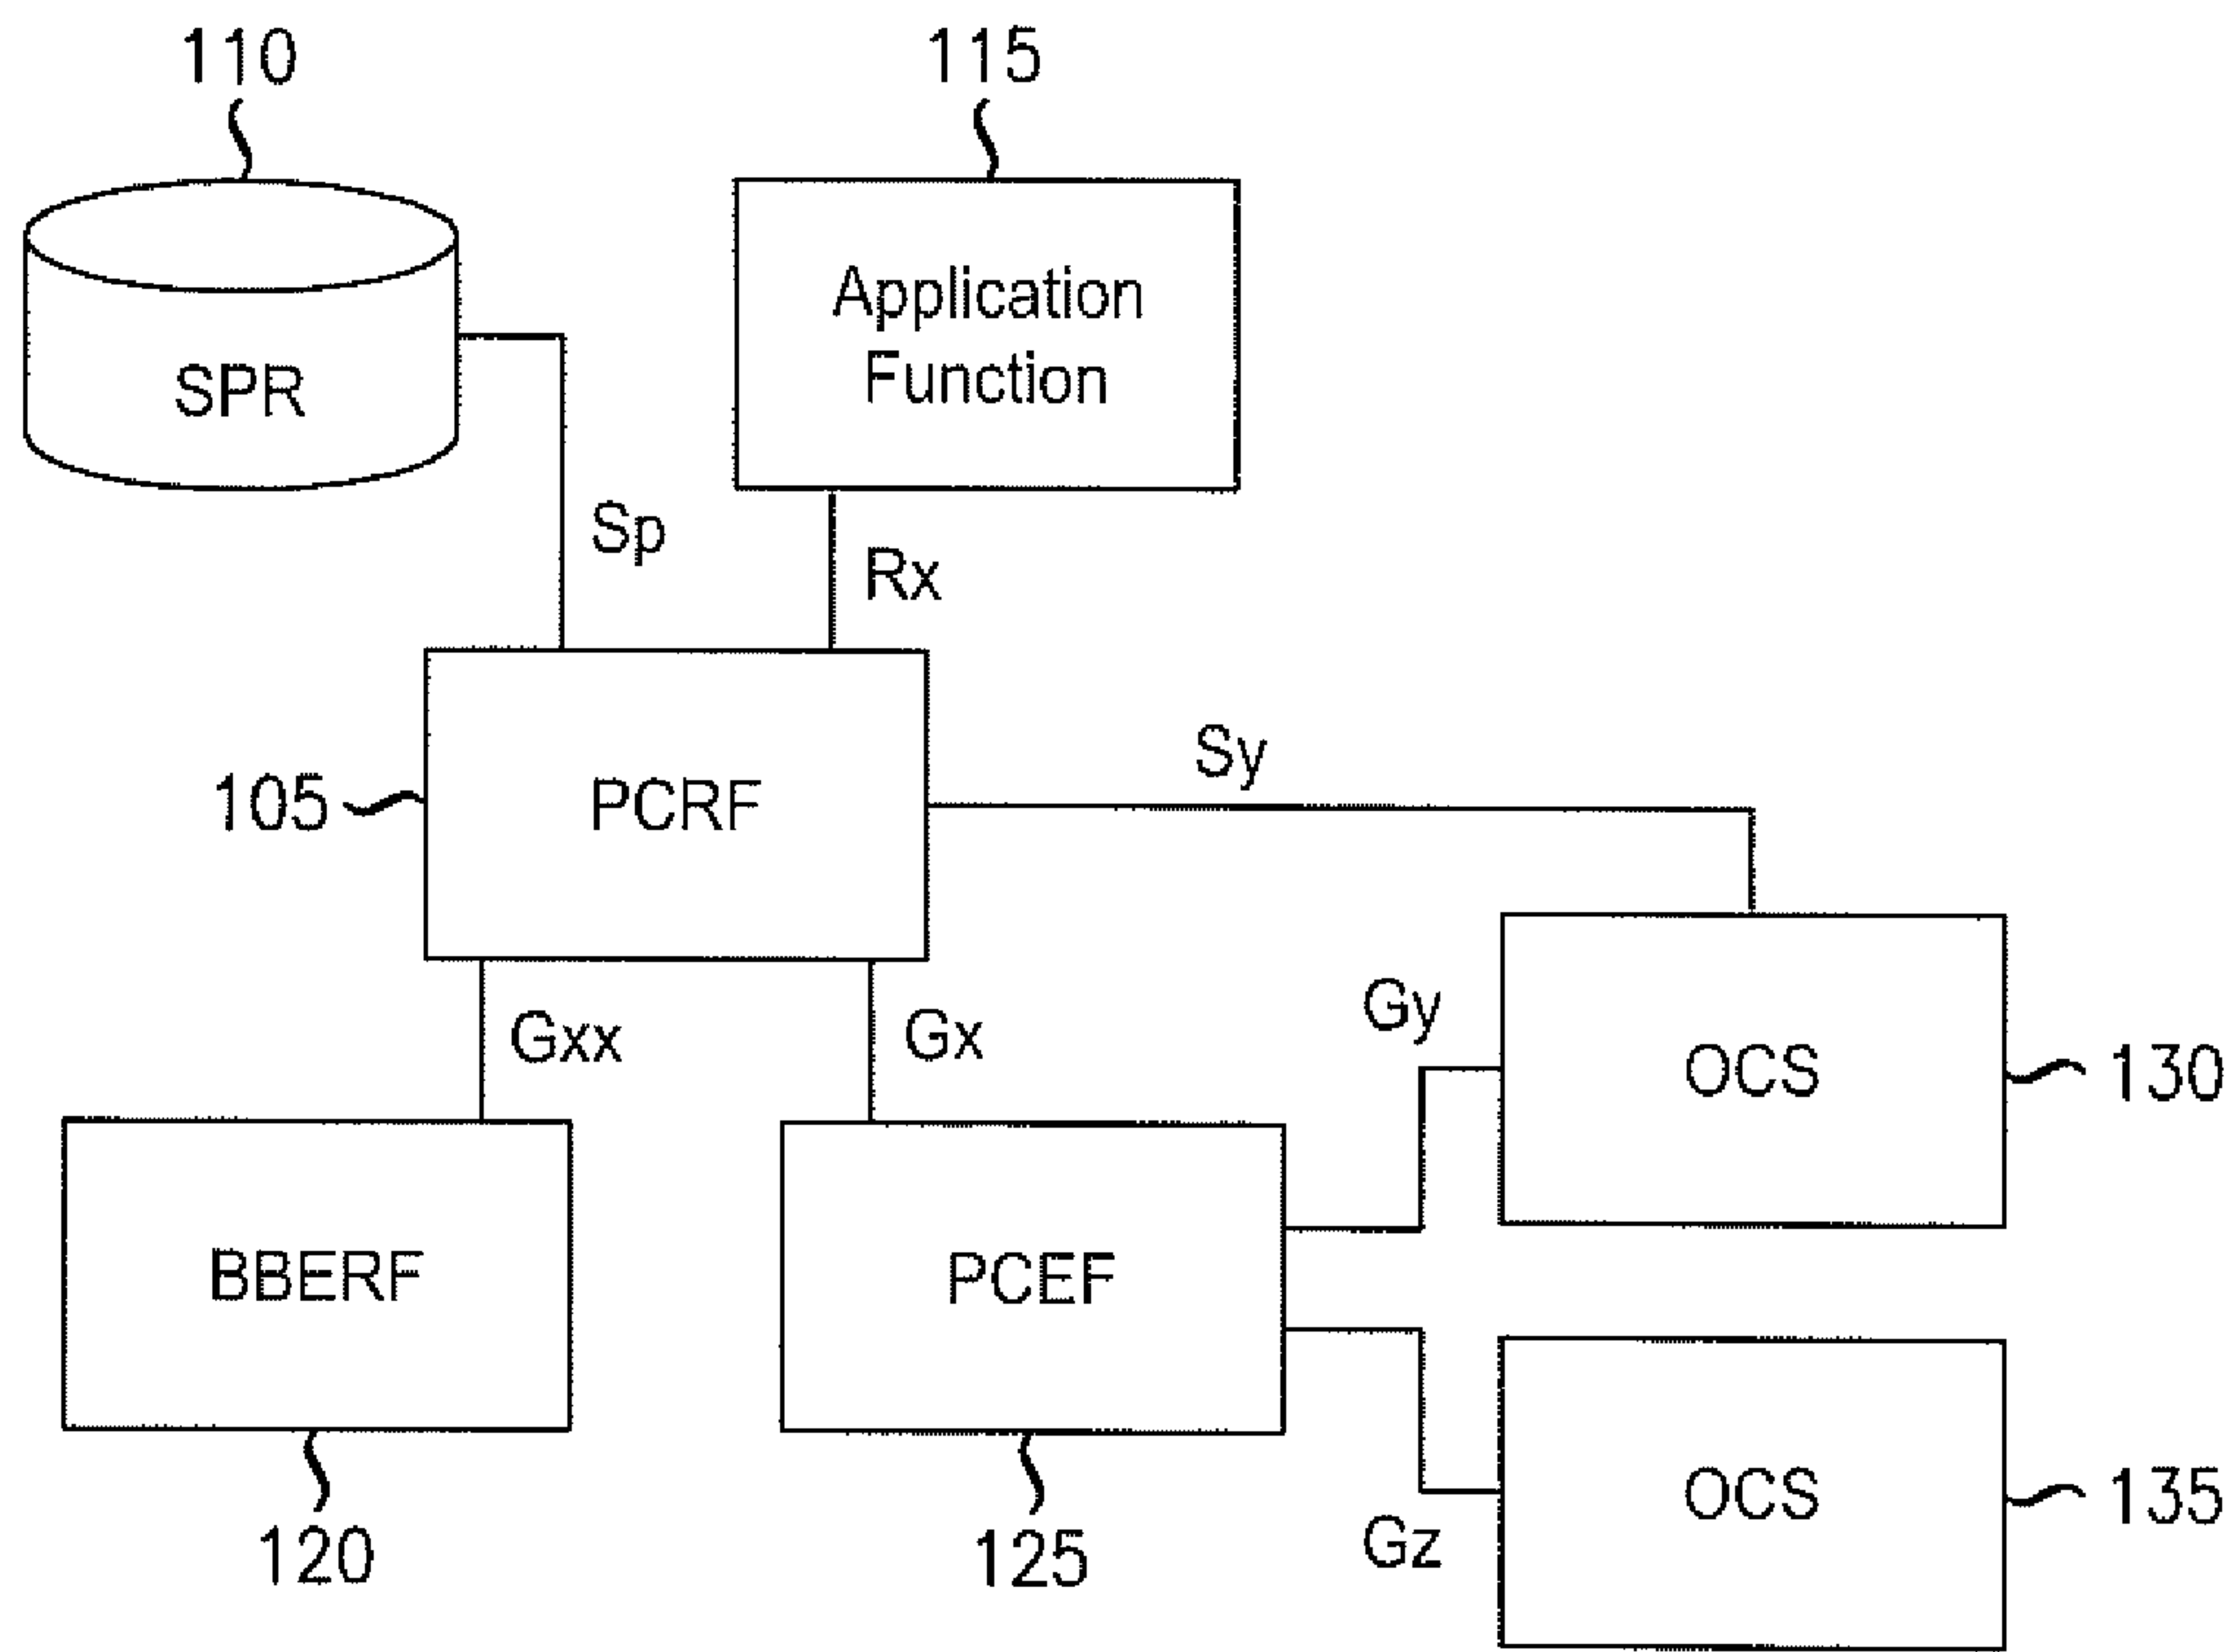 110
115
SPR
Application
Function
Sp
Rx
105
PCRF
Sy
Gxx
Gx
Gy
OCS
130
BBERF
PCEF
120
125
Gz
OCS
135